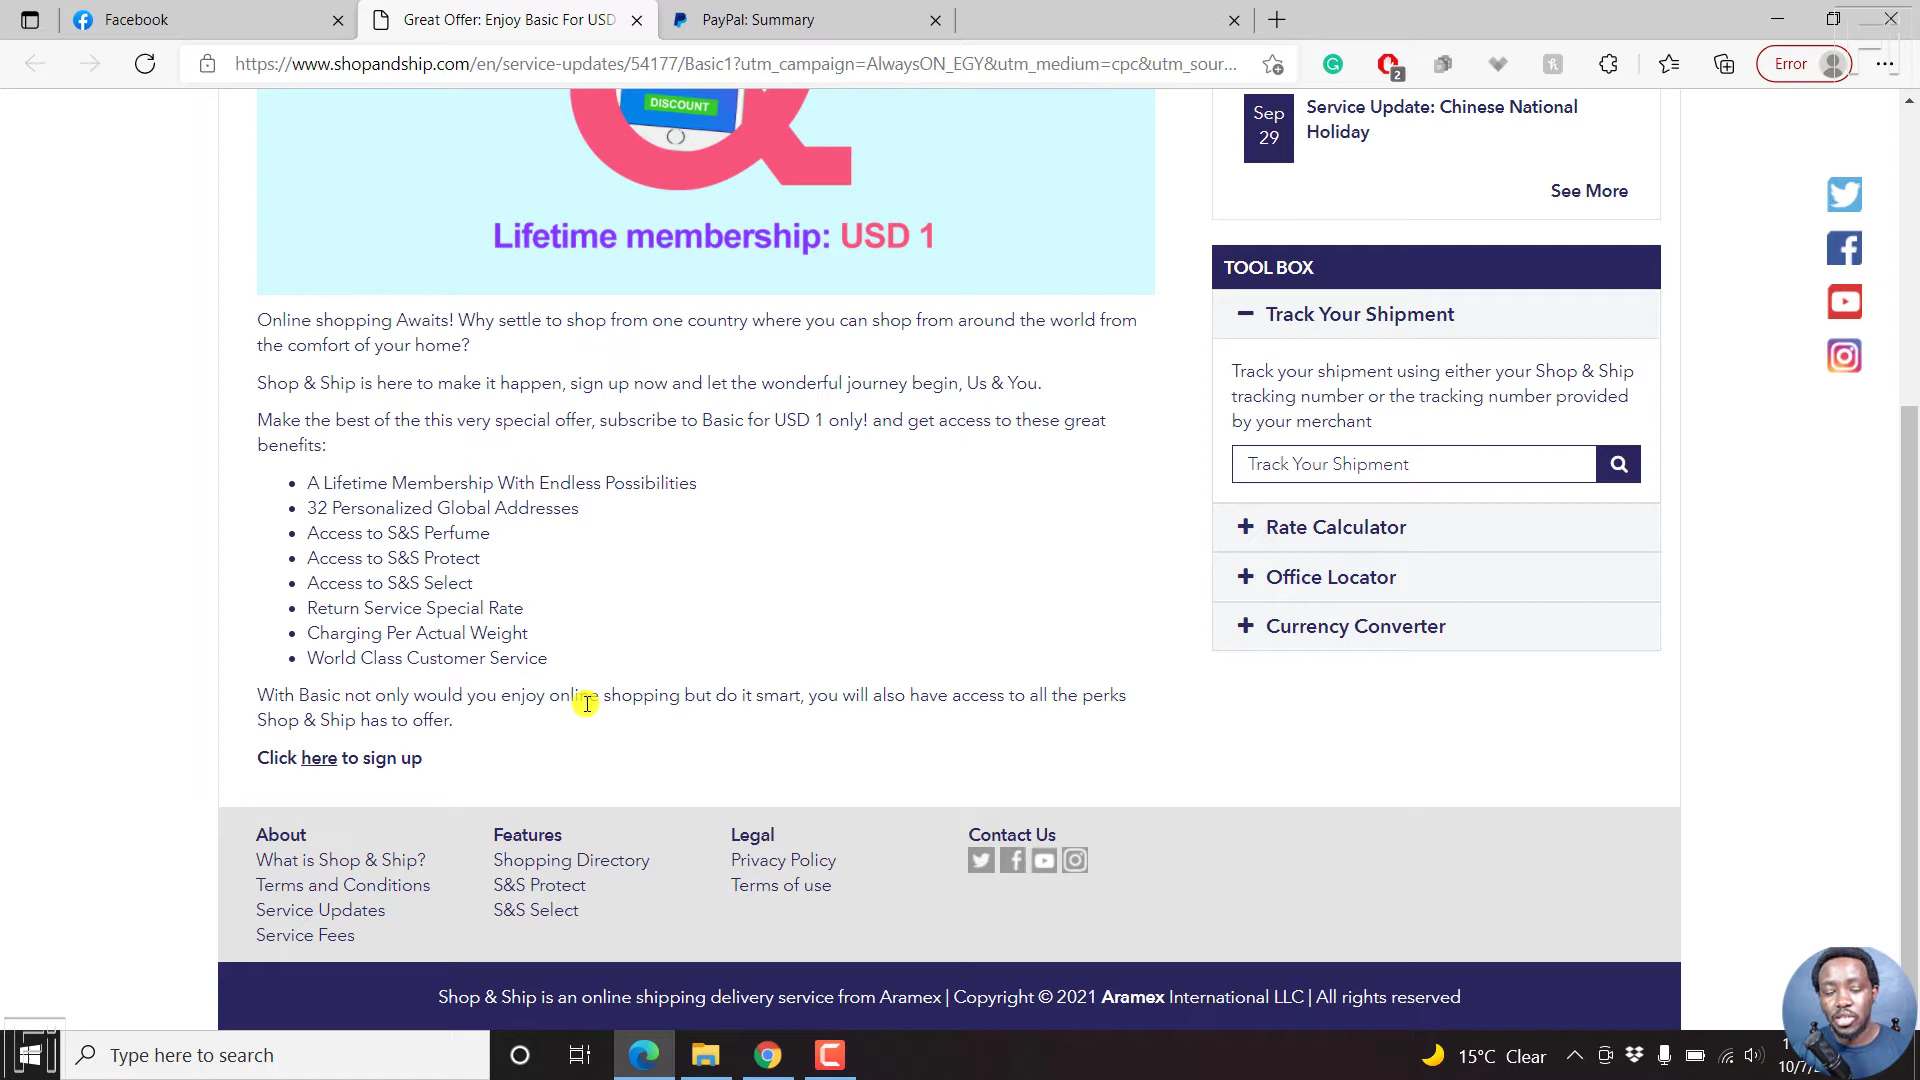 Facebook
Great Offer: Enjoy Basic For USD
PayPal: Summary
https://www.shopandship.com/en/service-updates/54177/Basic1?utm_campaign=AlwaysON_EGY&utm_medium=cpc&utm_sour...
2
Error
DISCOUNT
Lifetime membership: USD 1
Online shopping Awaits! Why settle to shop from one country where you can shop from around the world from
the comfort of your home?
Shop & Ship is here to make it happen, sign up now and let the wonderful journey begin, Us & You.
Make the best of the this very special offer, subscribe to Basic for USD 1 only! and get access to these great
benefits:
• A Lifetime Membership With Endless Possibilities
• 32 Personalized Global Addresses
• Access to S&S Perfume
• Access to S&S Protect
• Access to S&S Select
• Return Service Special Rate
• Charging Per Actual Weight
• World Class Customer Service
With Basic not only would you enjoy online shopping but do it smart, you will also have access to all the perks
Shop & Ship has to offer.
Click here to sign up
Sep
29
Service Update: Chinese National
Holiday
See More
TOOL BOX
Track Your Shipment
Track your shipment using either your Shop & Ship
tracking number or the tracking number provided
by your merchant
Track Your Shipment
Rate Calculator
Office Locator
Currency Converter
About
What is Shop & Ship?
Terms and Conditions
Service Updates
Service Fees
Features
Shopping Directory
S&S Protect
S&S Select
Legal
Privacy Policy
Terms of use
Contact Us
Shop & Ship is an online shipping delivery service from Aramex | Copyright © 2021 Aramex International LLC | All rights reserved
Type here to search
15°C Clear
10/7/